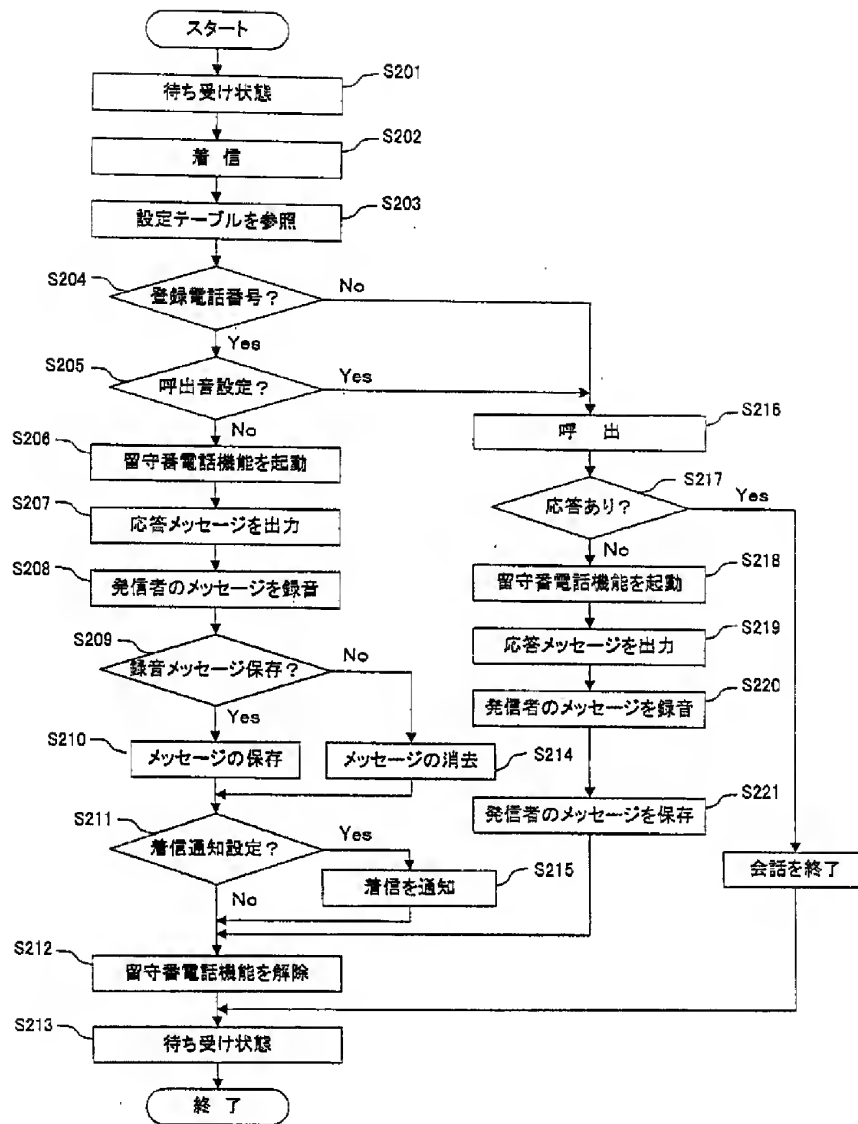 スタート
S201
待ち受け状態
S202
着 信
S203
設定テーブルを参照
S204
登録電話番号？
No
Yes
S205
呼出音設定？
Yes
No
S216
呼 出
S206
留守番電話機能を起動
S217
応答あり？
Yes
No
S207
応答メッセージを出力
S218
留守番電話機能を起動
S208
発信者のメッセージを録音
S219
応答メッセージを出力
S209
録音メッセージ保存？
No
Yes
S220
発信者のメッセージを録音
S210
メッセージの保存
メッセージの消去
S214
S221
発信者のメッセージを保存
S211
着信通知設定？
Yes
No
着信を通知
S215
会話を終了
S212
留守番電話機能を解除
S213
待ち受け状態
終 了